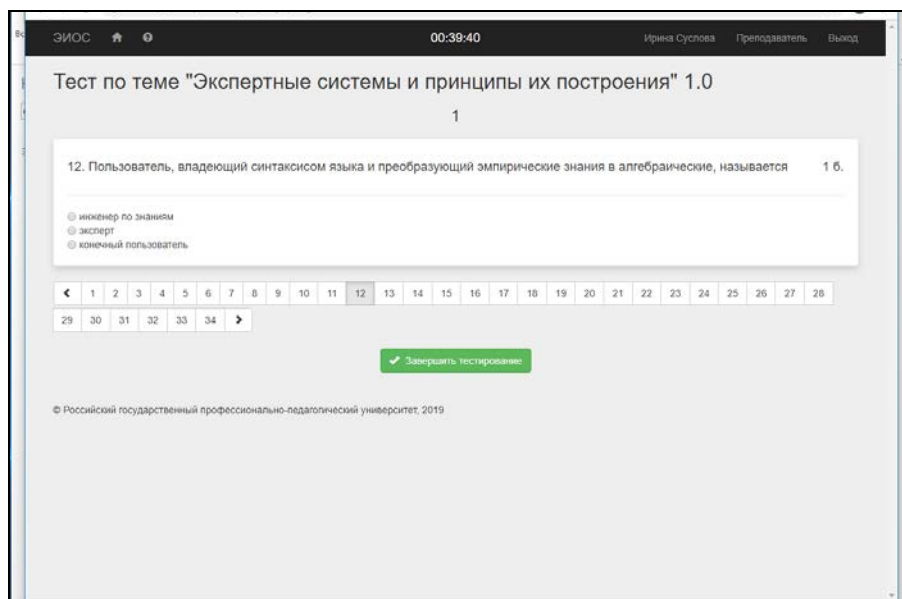 ЭИОС 00:39:40 Ирина Суслова Преподаватель Выход
Тест по теме "Экспертные системы и принципы их построения" 1.0
1
12. Пользователь, владеющий синтаксисом языка и преобразующий эмпирические знания в алгебраические, называется 1 б.
инженер по знаниям
эксперт
конечный пользователь
1 2 3 4 5 6 7 8 9 10 11 12 13 14 15 16 17 18 19 20 21 22 23 24 25 26 27 28
29 30 31 32 33 34
Завершить тестирование
© Российский государственный профессионально-педагогический университет, 2019